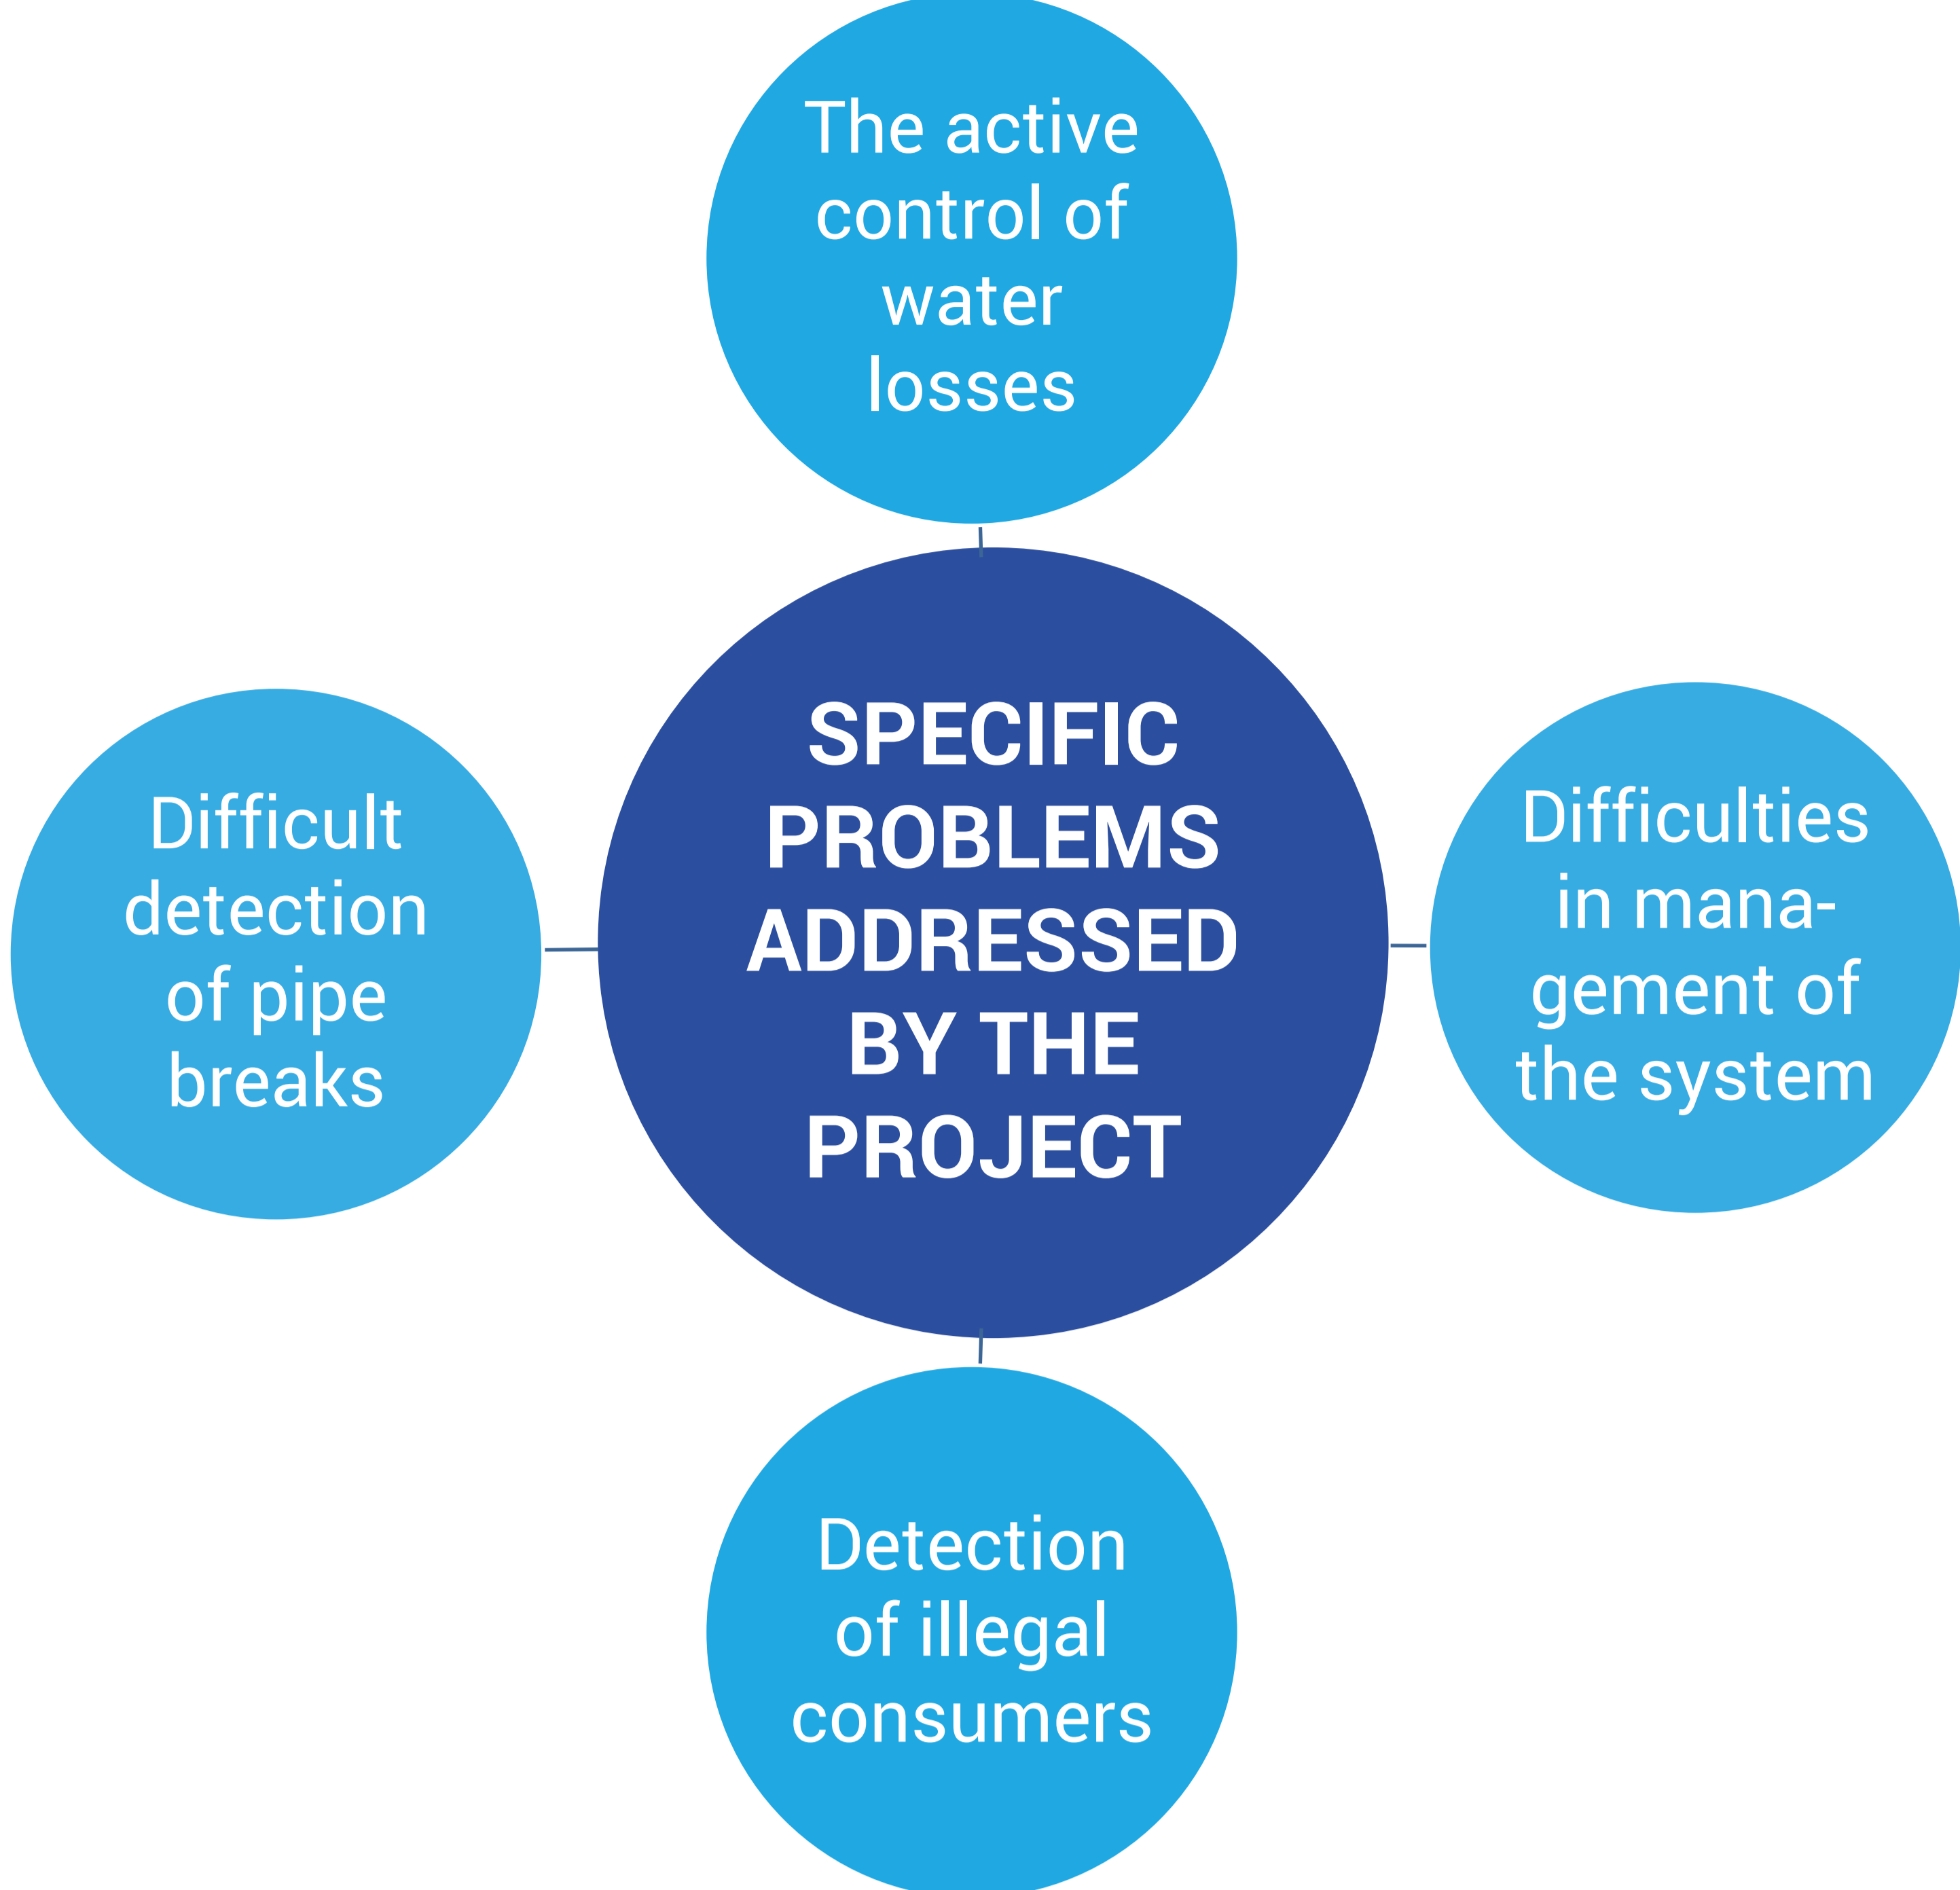 The active
control of
water
losses
SPECIFIC
PROBLEMS
ADDRESSED
BY THE
PROJECT
Difficult
detection
of pipe
breaks
Difficulties
in mana-
gement of
the system
Detection
of illegal
consumers